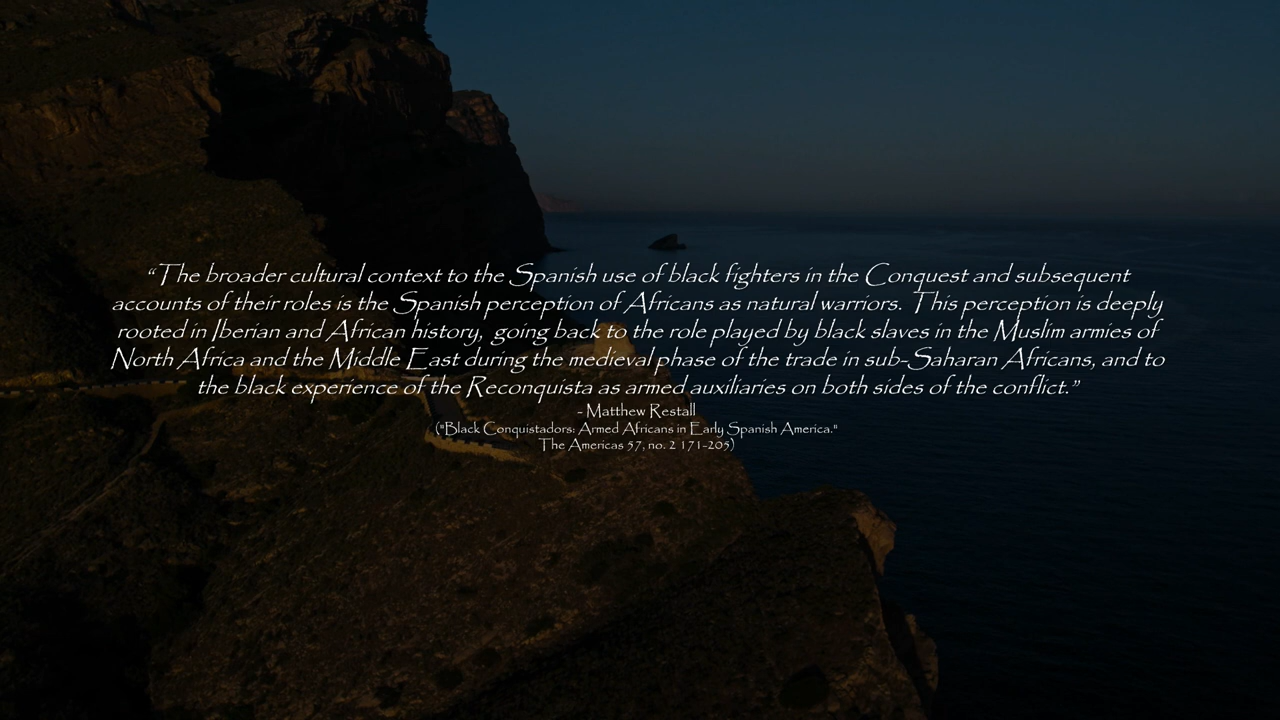 “The broader cultural context to the Spanish use of black fighters in the Conquest and subsequent
accounts of their roles is the Spanish perception of Africans as natural warriors. This perception is deeply
rooted in Iberian and African history, going back to the role played by black slaves in the Muslim armies of
North Africa and the Middle East during the medieval phase of the trade in sub-Saharan Africans, and to
the black experience of the Reconquista as armed auxiliaries on both sides of the conflict.”
- Matthew Restall
("Black Conquistadors: Armed Africans in Early Spanish America."
The Americas 57, no. 2 171-205)